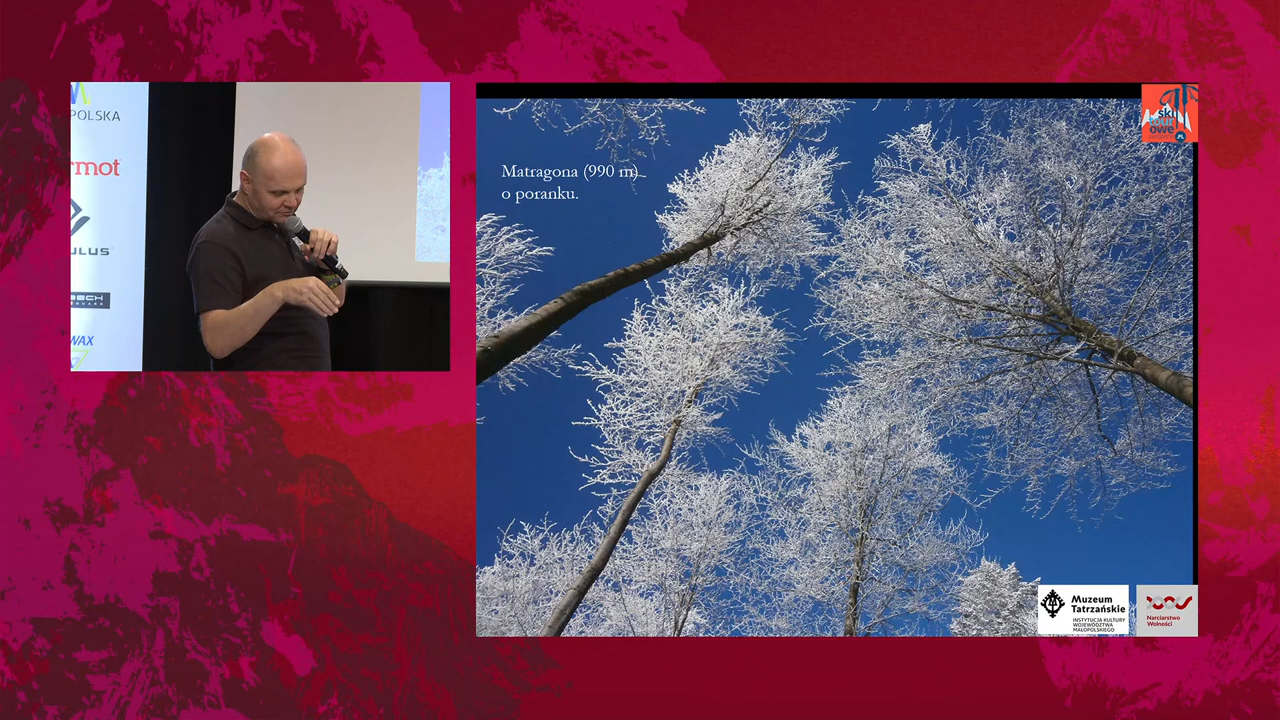 POLSKA
rmot
ULUS
WAX
Matragona (990 m)
o poranku.
ski
tour
owe
Muzeum
Tatrzańskie
INSTYTUCJA KULTURY
WOJEWÓDZTWA
MAŁOPOLSKIEGO
Narciarstwo
Wolności